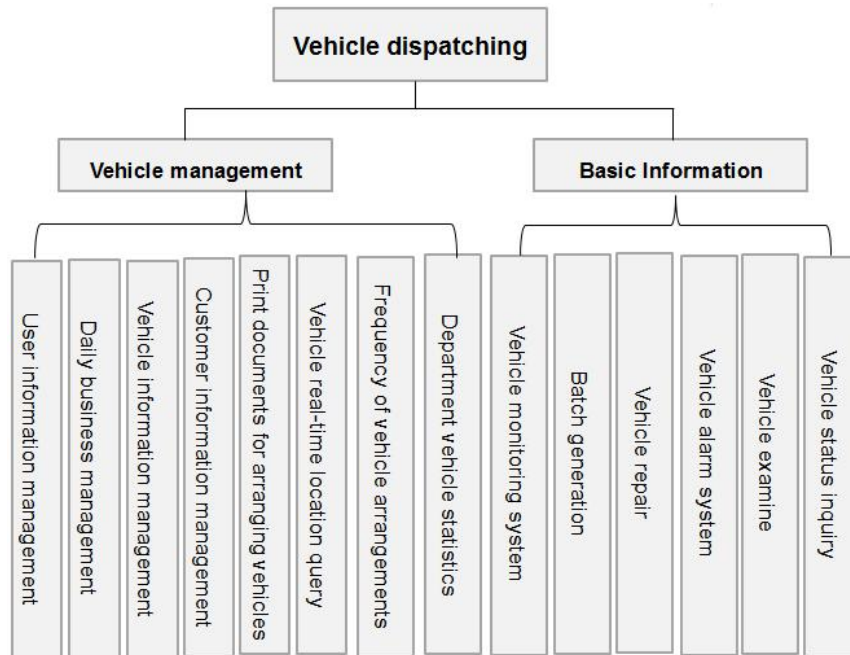 Vehicle dispatching
Vehicle management
Basic Information
User information management
Daily business management
Vehicle information management
Customer information management
Print documents for arranging vehicles
Vehicle real-time location query
Frequency of vehicle arrangements
Department vehicle statistics
Vehicle monitoring system
Batch generation
Vehicle repair
Vehicle alarm system
Vehicle examine
Vehicle status inquiry